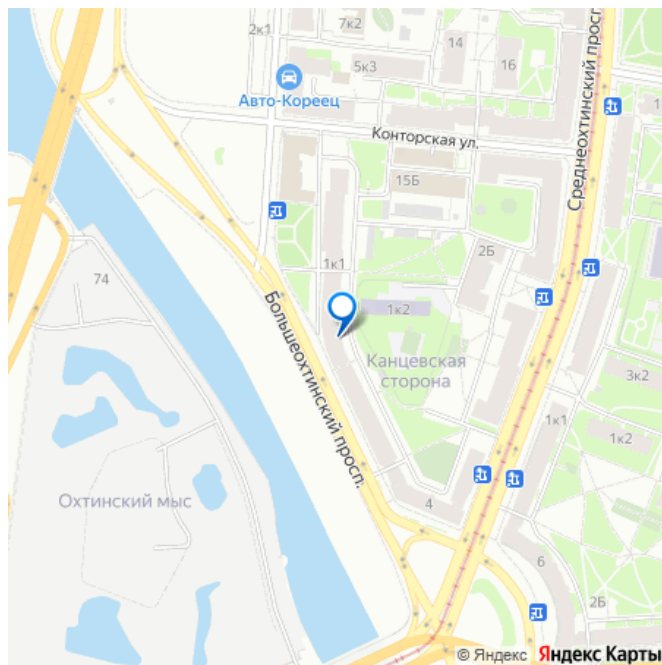 7к2
2к1
14
5к3
16
Авто-Кореец
Среднеохтинский просп.
Конторская ул.
15Б
2Б
1к1
74
1к2
Большеохтинский просп.
Канцевская
сторона
3к2
1к1
1к2
Охтинский мыс
4
6
2Б
© Яндекс Яндекс Карты